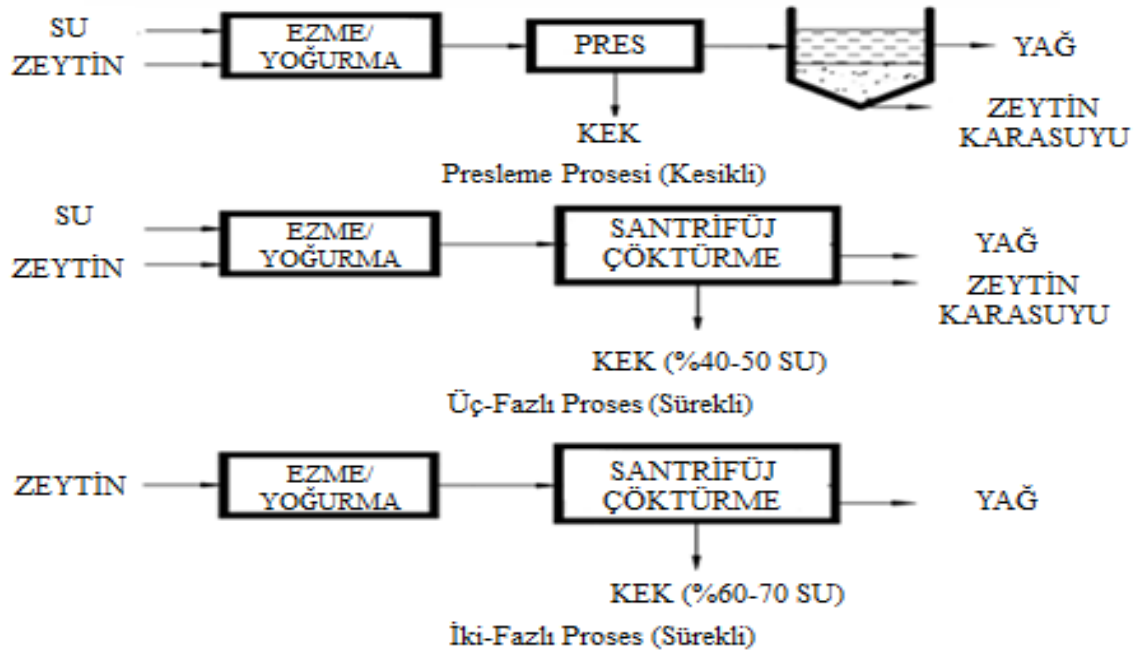 SU
ZEYTİN
EZME/
YOĞURMA
PRES
YAĞ
ZEYTİN
KARASUYU
KEK
Presleme Prosesi (Kesikli)
SU
ZEYTİN
EZME/
YOĞURMA
SANTRİFÜJ
ÇÖKTÜRME
YAĞ
ZEYTİN
KARASUYU
KEK (%40-50 SU)
Üç-Fazlı Proses (Sürekli)
ZEYTİN
EZME/
YOĞURMA
SANTRİFÜJ
ÇÖKTÜRME
YAĞ
KEK (%60-70 SU)
İki-Fazlı Proses (Sürekli)